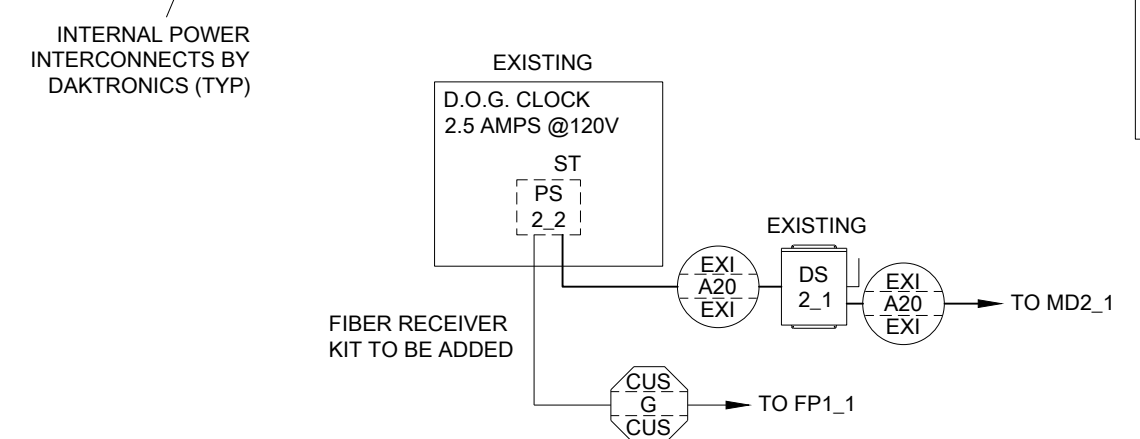 INTERNAL POWER
INTERCONNECTS BY
DAKTRONICS (TYP)
EXISTING
D.O.G. CLOCK
2.5 AMPS @120V
ST
PS
2_2
EXISTING
EXI
A20
EXI
DS
2_1
EXI
A20
EXI
TO MD2_1
FIBER RECEIVER
KIT TO BE ADDED
CUS
G
CUS
TO FP1_1